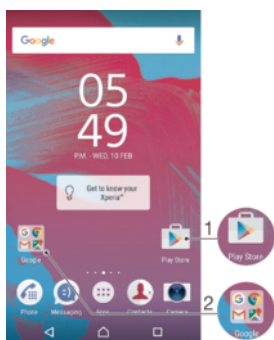 Google
05
49
P.M. - WED, 10 FEB
Get to know your
Xperia™
Google
Play Store
1
Play Store
Phone
Messaging
Apps
Contacts
Camera
2
Google